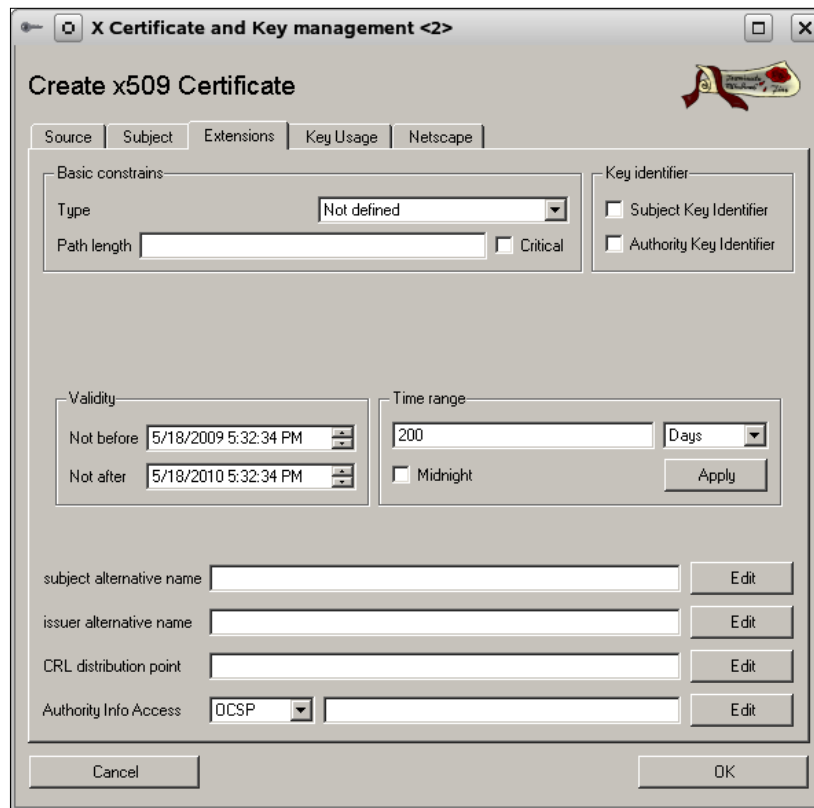 X Certificate and Key management <2>
Create x509 Certificate
Source Subject Extensions Key Usage Netscape
Basic constrains
Type Not defined
Path length Critical
Key identifier
Subject Key Identifier
Authority Key Identifier
Validity
Not before 5/18/2009 5:32:34 PM
Not after 5/18/2010 5:32:34 PM
Time range
200 Days
Midnight Apply
subject alternative name Edit
issuer alternative name Edit
CRL distribution point Edit
Authority Info Access OCSP Edit
Cancel OK